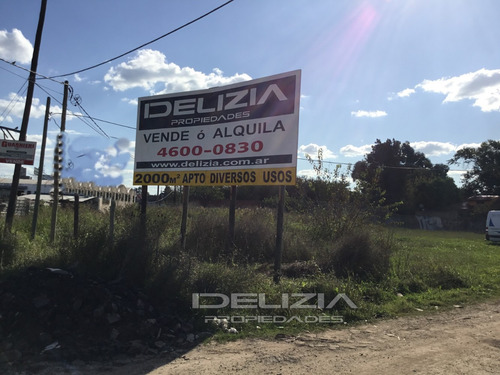 DELIZIA
PROPIEDADES
VENDE ó ALQUILA
4600-0830
www.delizia.com.ar
2000m² APTO DIVERSOS USOS
DELIZIA
PROPIEDADES